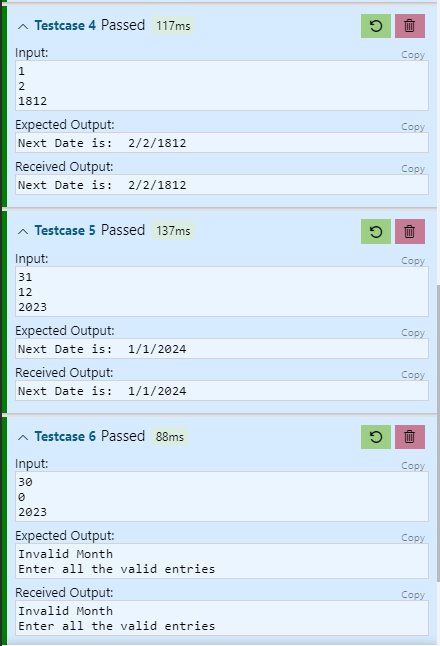 Testcase 4 Passed 117ms
Input:
Copy
1
2
1812
Expected Output:
Copy
Next Date is:  2/2/1812
Received Output:
Copy
Next Date is:  2/2/1812
Testcase 5 Passed 137ms
Input:
Copy
31
12
2023
Expected Output:
Copy
Next Date is:  1/1/2024
Received Output:
Copy
Next Date is:  1/1/2024
Testcase 6 Passed 88ms
Input:
Copy
30
0
2023
Expected Output:
Copy
Invalid Month
Enter all the valid entries
Received Output:
Copy
Invalid Month
Enter all the valid entries